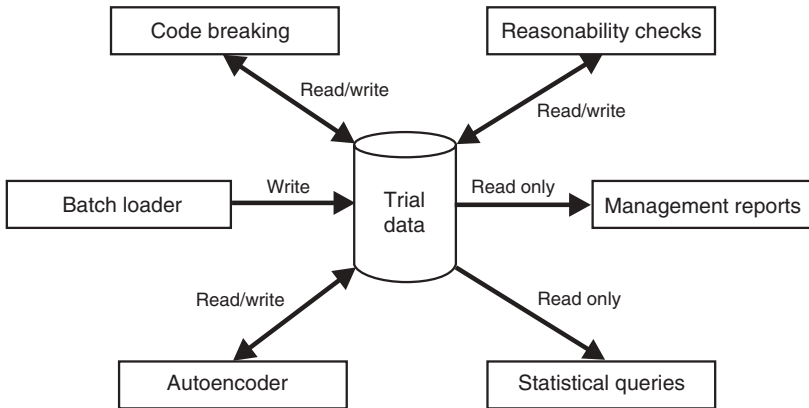 Code breaking
Reasonability checks
Read/write
Read/write
Batch loader
Write
Trial
data
Read only
Management reports
Read/write
Read only
Autoencoder
Statistical queries